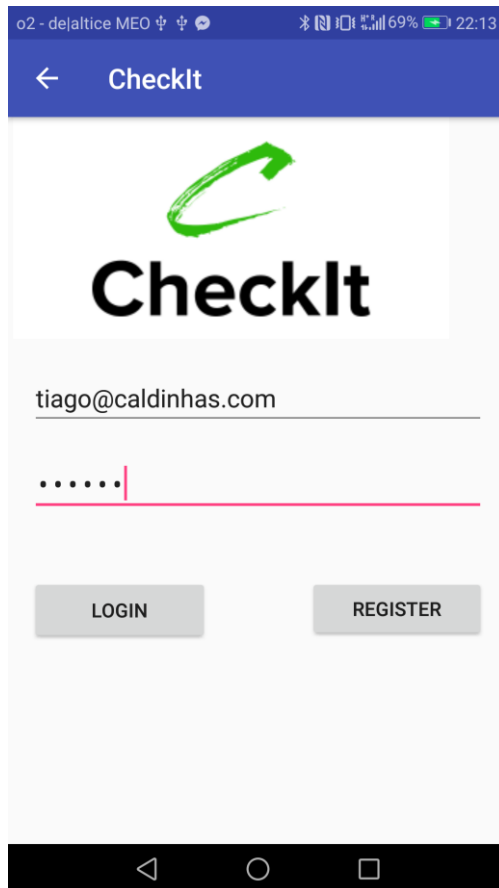 o2 - de|altice MEO 69% 22:13
CheckIt
CheckIt
tiago@caldinhas.com
••••••
LOGIN
REGISTER